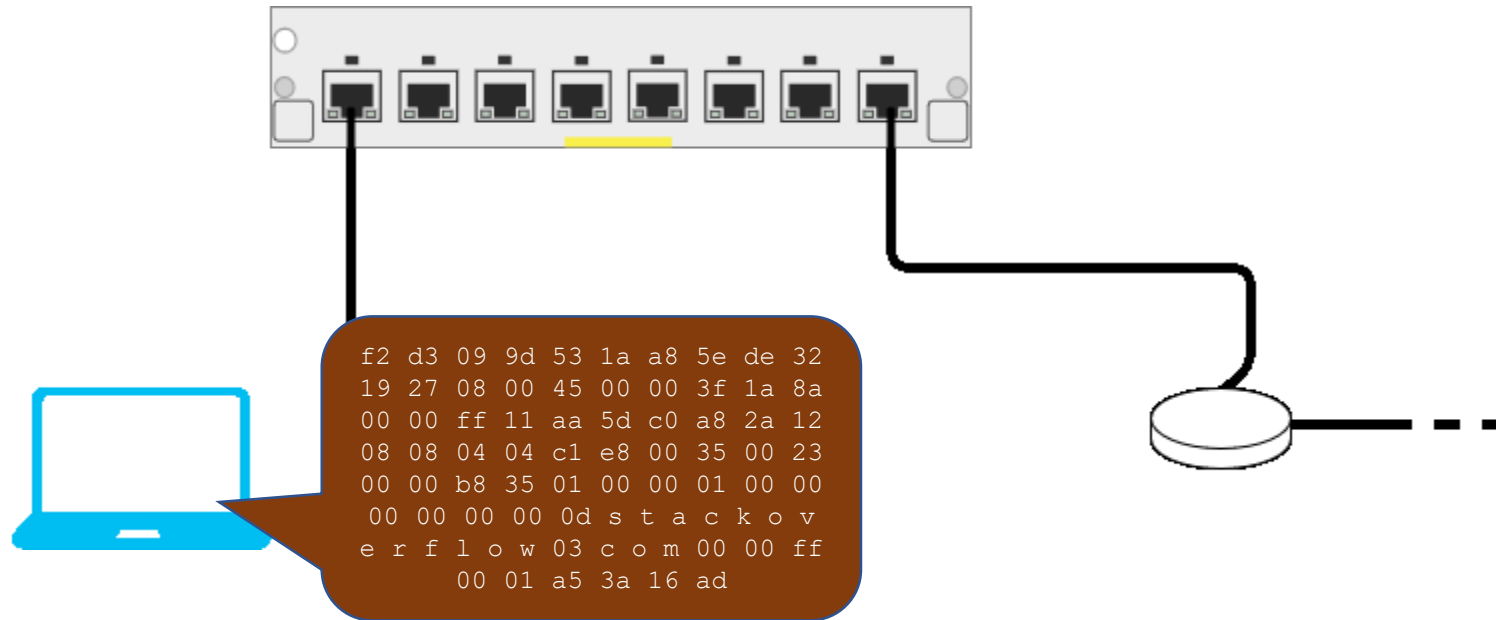 f2 d3 09 9d 53 1a a8 5e de 32
19 27 08 00 45 00 00 3f 1a 8a
00 00 ff 11 aa 5d c0 a8 2a 12
08 08 04 04 c1 e8 00 35 00 23
00 00 b8 35 01 00 00 01 00 00
00 00 00 00 0d s t a c k o v
e r f l o w 03 c o m 00 00 ff
00 01 a5 3a 16 ad